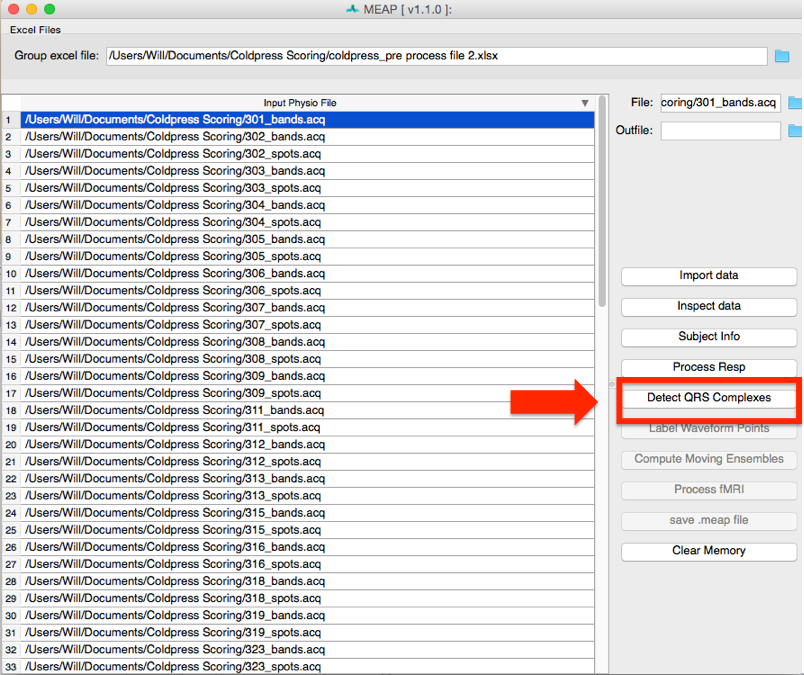 MEAP [ v1.1.0 ]:
Excel Files
Group excel file: /Users/Will/Documents/Coldpress Scoring/coldpress_pre process file 2.xlsx
Input Physio File
1 /Users/Will/Documents/Coldpress Scoring/301_bands.acq
2 /Users/Will/Documents/Coldpress Scoring/302_bands.acq
3 /Users/Will/Documents/Coldpress Scoring/302_spots.acq
4 /Users/Will/Documents/Coldpress Scoring/303_bands.acq
5 /Users/Will/Documents/Coldpress Scoring/303_spots.acq
6 /Users/Will/Documents/Coldpress Scoring/304_bands.acq
7 /Users/Will/Documents/Coldpress Scoring/304_spots.acq
8 /Users/Will/Documents/Coldpress Scoring/305_bands.acq
9 /Users/Will/Documents/Coldpress Scoring/305_spots.acq
10 /Users/Will/Documents/Coldpress Scoring/306_bands.acq
11 /Users/Will/Documents/Coldpress Scoring/306_spots.acq
12 /Users/Will/Documents/Coldpress Scoring/307_bands.acq
13 /Users/Will/Documents/Coldpress Scoring/307_spots.acq
14 /Users/Will/Documents/Coldpress Scoring/308_bands.acq
15 /Users/Will/Documents/Coldpress Scoring/308_spots.acq
16 /Users/Will/Documents/Coldpress Scoring/309_bands.acq
17 /Users/Will/Documents/Coldpress Scoring/309_spots.acq
18 /Users/Will/Documents/Coldpress Scoring/311_bands.acq
19 /Users/Will/Documents/Coldpress Scoring/311_spots.acq
20 /Users/Will/Documents/Coldpress Scoring/312_bands.acq
21 /Users/Will/Documents/Coldpress Scoring/312_spots.acq
22 /Users/Will/Documents/Coldpress Scoring/313_bands.acq
23 /Users/Will/Documents/Coldpress Scoring/313_spots.acq
24 /Users/Will/Documents/Coldpress Scoring/315_bands.acq
25 /Users/Will/Documents/Coldpress Scoring/315_spots.acq
26 /Users/Will/Documents/Coldpress Scoring/316_bands.acq
27 /Users/Will/Documents/Coldpress Scoring/316_spots.acq
28 /Users/Will/Documents/Coldpress Scoring/318_bands.acq
29 /Users/Will/Documents/Coldpress Scoring/318_spots.acq
30 /Users/Will/Documents/Coldpress Scoring/319_bands.acq
31 /Users/Will/Documents/Coldpress Scoring/319_spots.acq
32 /Users/Will/Documents/Coldpress Scoring/323_bands.acq
33 /Users/Will/Documents/Coldpress Scoring/323_spots.acq
File: coring/301_bands.acq
Outfile:
Import data
Inspect data
Subject Info
Process Resp
Detect QRS Complexes
Label Waveform Points
Compute Moving Ensembles
Process fMRI
save .meap file
Clear Memory